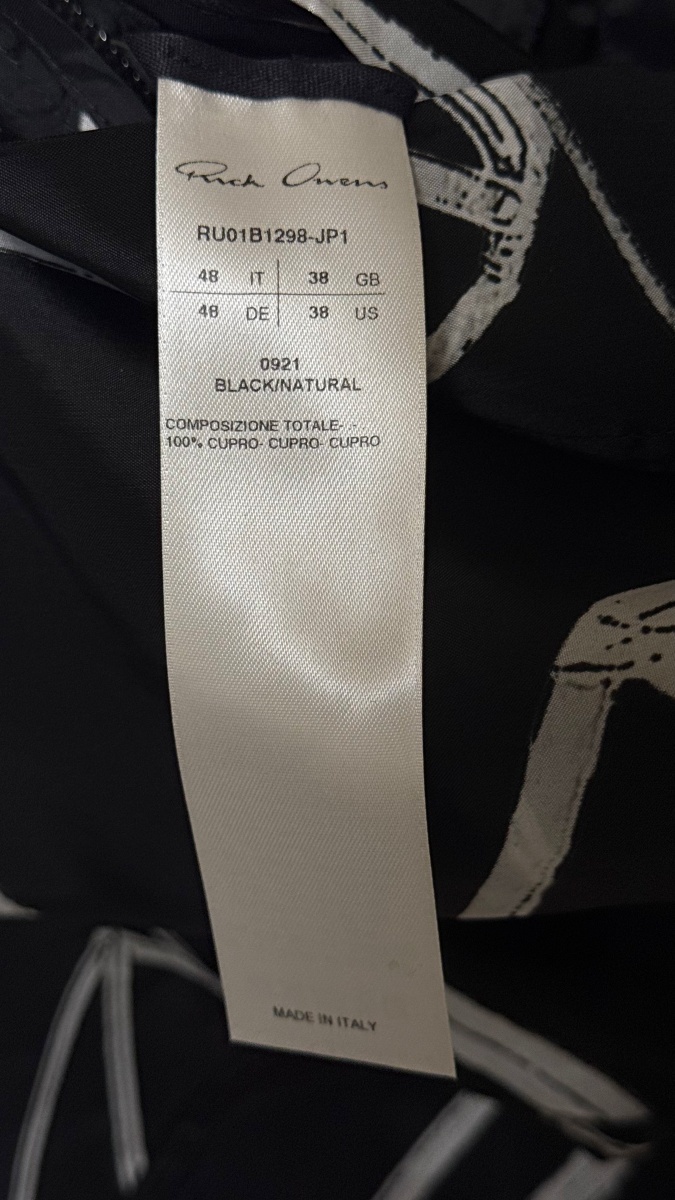 Rick Owens
RU01B1298-JP1
48 IT 38 GB
48 DE 38 US
0921
BLACK/NATURAL
COMPOSIZIONE TOTALE- -
100% CUPRO- CUPRO- CUPRO
MADE IN ITALY